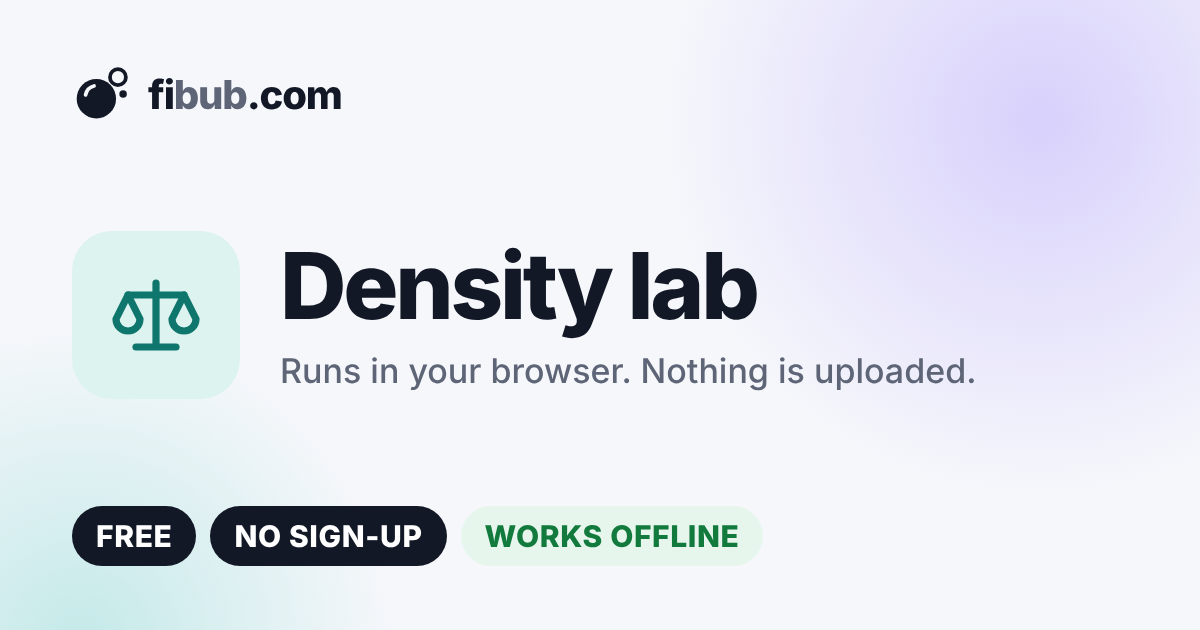 fibub.com
Density lab
Runs in your browser. Nothing is uploaded.
FREE NO SIGN-UP WORKS OFFLINE